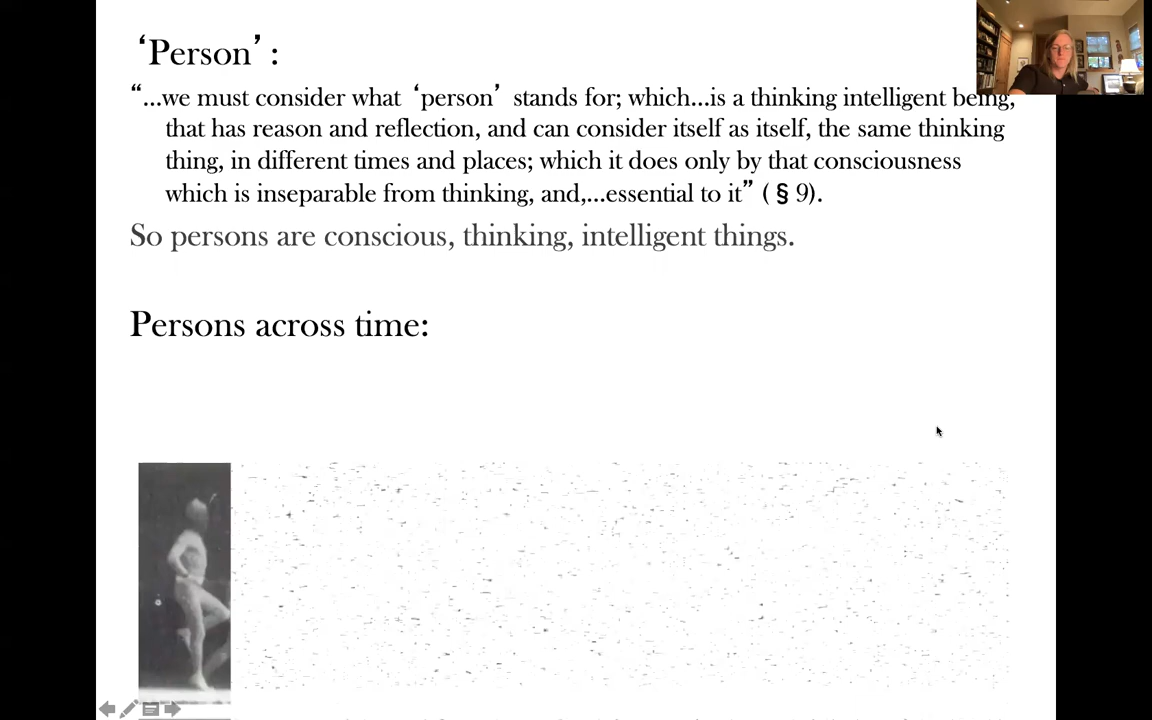 ‘Person’:
“...we must consider what ‘person’ stands for; which...is a thinking intelligent being,
that has reason and reflection, and can consider itself as itself, the same thinking
thing, in different times and places; which it does only by that consciousness
which is inseparable from thinking, and,...essential to it” ( § 9).
So persons are conscious, thinking, intelligent things.
Persons across time: